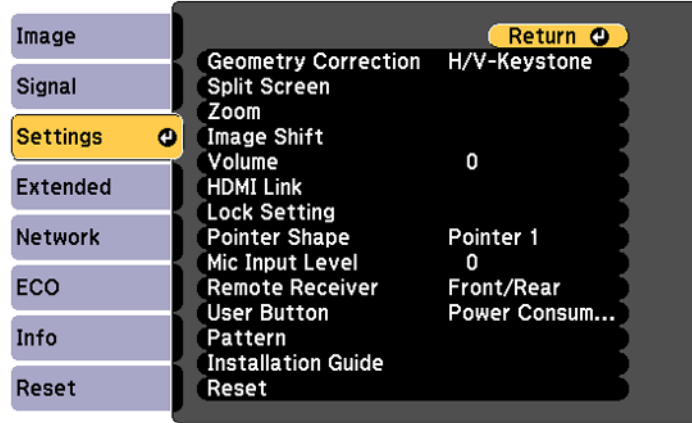 Image
Signal
Settings
Extended
Network
ECO
Info
Reset
Return
Geometry Correction H/V-Keystone
Split Screen
Zoom
Image Shift
Volume 0
HDMI Link
Lock Setting
Pointer Shape Pointer 1
Mic Input Level 0
Remote Receiver Front/Rear
User Button Power Consum...
Pattern
Installation Guide
Reset